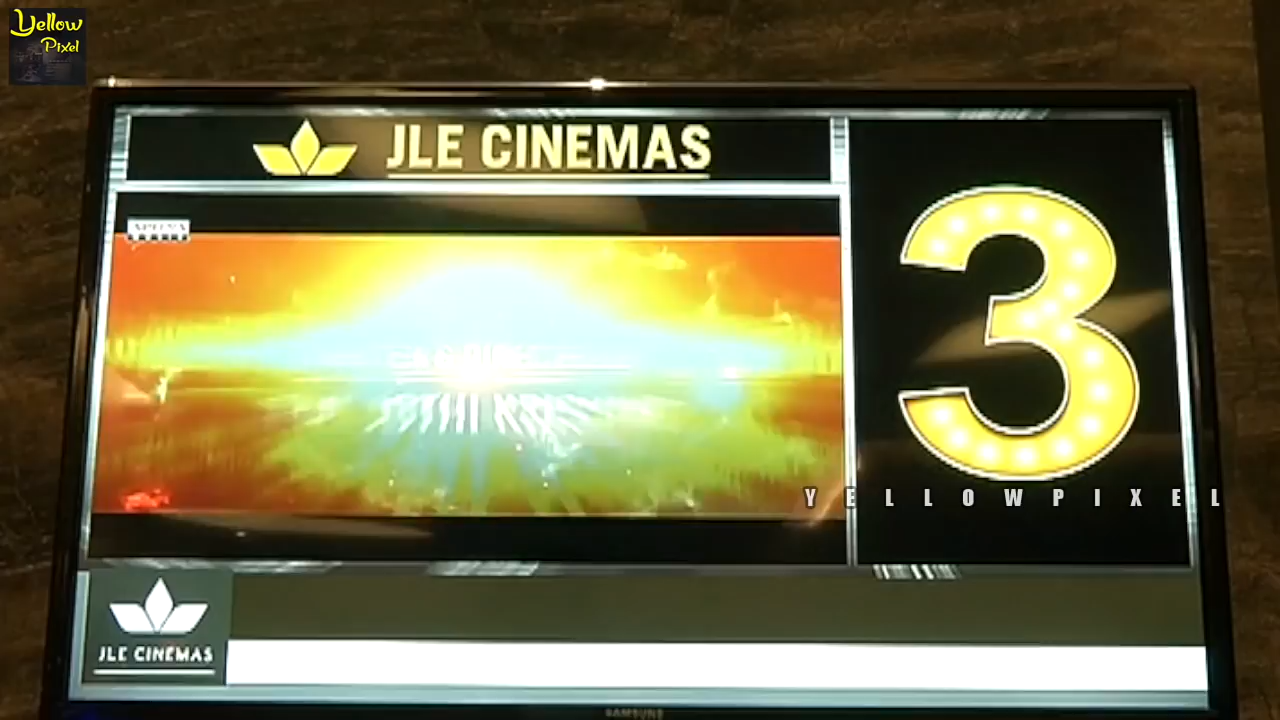 Yellow
Pixel
JLE CINEMAS
3
YELLOWPIXEL
JLE CINEMAS
SAMSUNG